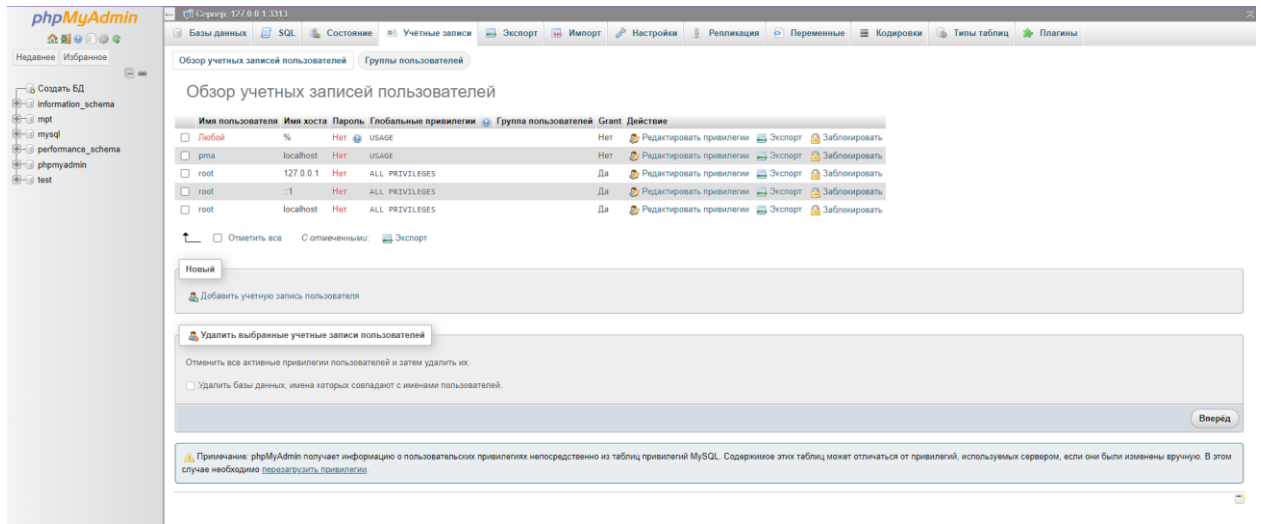 phpMyAdmin
Недавнее Избранное
Создать БД
information_schema
mpt
mysql
performance_schema
phpmyadmin
test
Сервер: 127.0.0.1:3313
Базы данных SQL Состояние Учётные записи Экспорт Импорт Настройки Репликация Переменные Кодировки Типы таблиц Плагины
Обзор учетных записей пользователей Группы пользователей
Обзор учетных записей пользователей
Имя пользователя Имя хоста Пароль Глобальные привилегии Группа пользователей Grant Действие
Любой % Нет USAGE Нет Редактировать привилегии Экспорт Заблокировать
pma localhost Нет USAGE Нет Редактировать привилегии Экспорт Заблокировать
root 127.0.0.1 Нет ALL PRIVILEGES Да Редактировать привилегии Экспорт Заблокировать
root ::1 Нет ALL PRIVILEGES Да Редактировать привилегии Экспорт Заблокировать
root localhost Нет ALL PRIVILEGES Да Редактировать привилегии Экспорт Заблокировать
Отметить все С отмеченными: Экспорт
Новый
Добавить учетную запись пользователя
Удалить выбранные учетные записи пользователей
Отменить все активные привилегии пользователей и затем удалить их.
Удалить базы данных, имена которых совпадают с именами пользователей.
Вперёд
Примечание: phpMyAdmin получает информацию о пользовательских привилегиях непосредственно из таблиц привилегий MySQL. Содержимое этих таблиц может отличаться от привилегий, используемых сервером, если они были изменены вручную. В этом
случае необходимо перезагрузить привилегии.